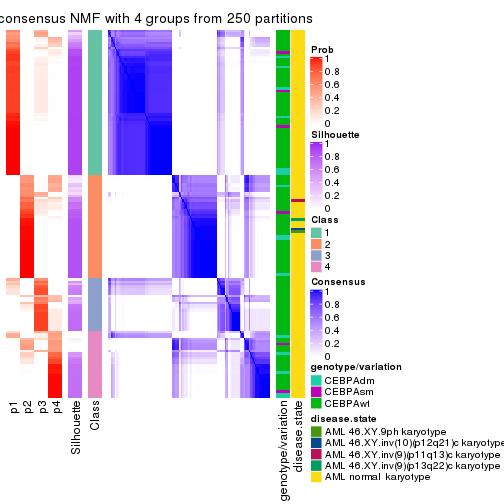 consensus NMF with 4 groups from 250 partitions
Prob
1
0.8
0.6
0.4
0.2
0
Silhouette
1
0.8
0.6
0.4
0.2
0
Class
1
2
3
4
Consensus
1
0.8
0.6
0.4
0.2
0
genotype/variation
CEBPAdm
CEBPAsm
CEBPAwt
disease.state
AML 46.XY.9ph karyotype
AML 46.XY.inv(10)(p12q21)c karyotype
AML 46.XY.inv(9)(p11q13)c karyotype
AML 46.XY.inv(9)(p13q22)c karyotype
AML normal karyotype
p1
p2
p3
p4
Silhouette
Class
genotype/variation
disease.state